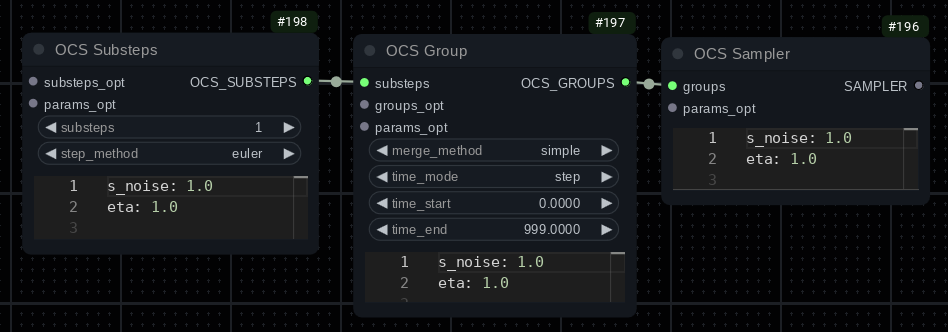 #198
OCS Substeps
substeps_opt OCS_SUBSTEPS
params_opt
substeps 1
step_method euler
1 s_noise: 1.0
2 eta: 1.0
3
#197
OCS Group
substeps OCS_GROUPS
groups_opt
params_opt
merge_method simple
time_mode step
time_start 0.0000
time_end 999.0000
1 s_noise: 1.0
2 eta: 1.0
#196
OCS Sampler
groups SAMPLER
params_opt
1 s_noise: 1.0
2 eta: 1.0
3